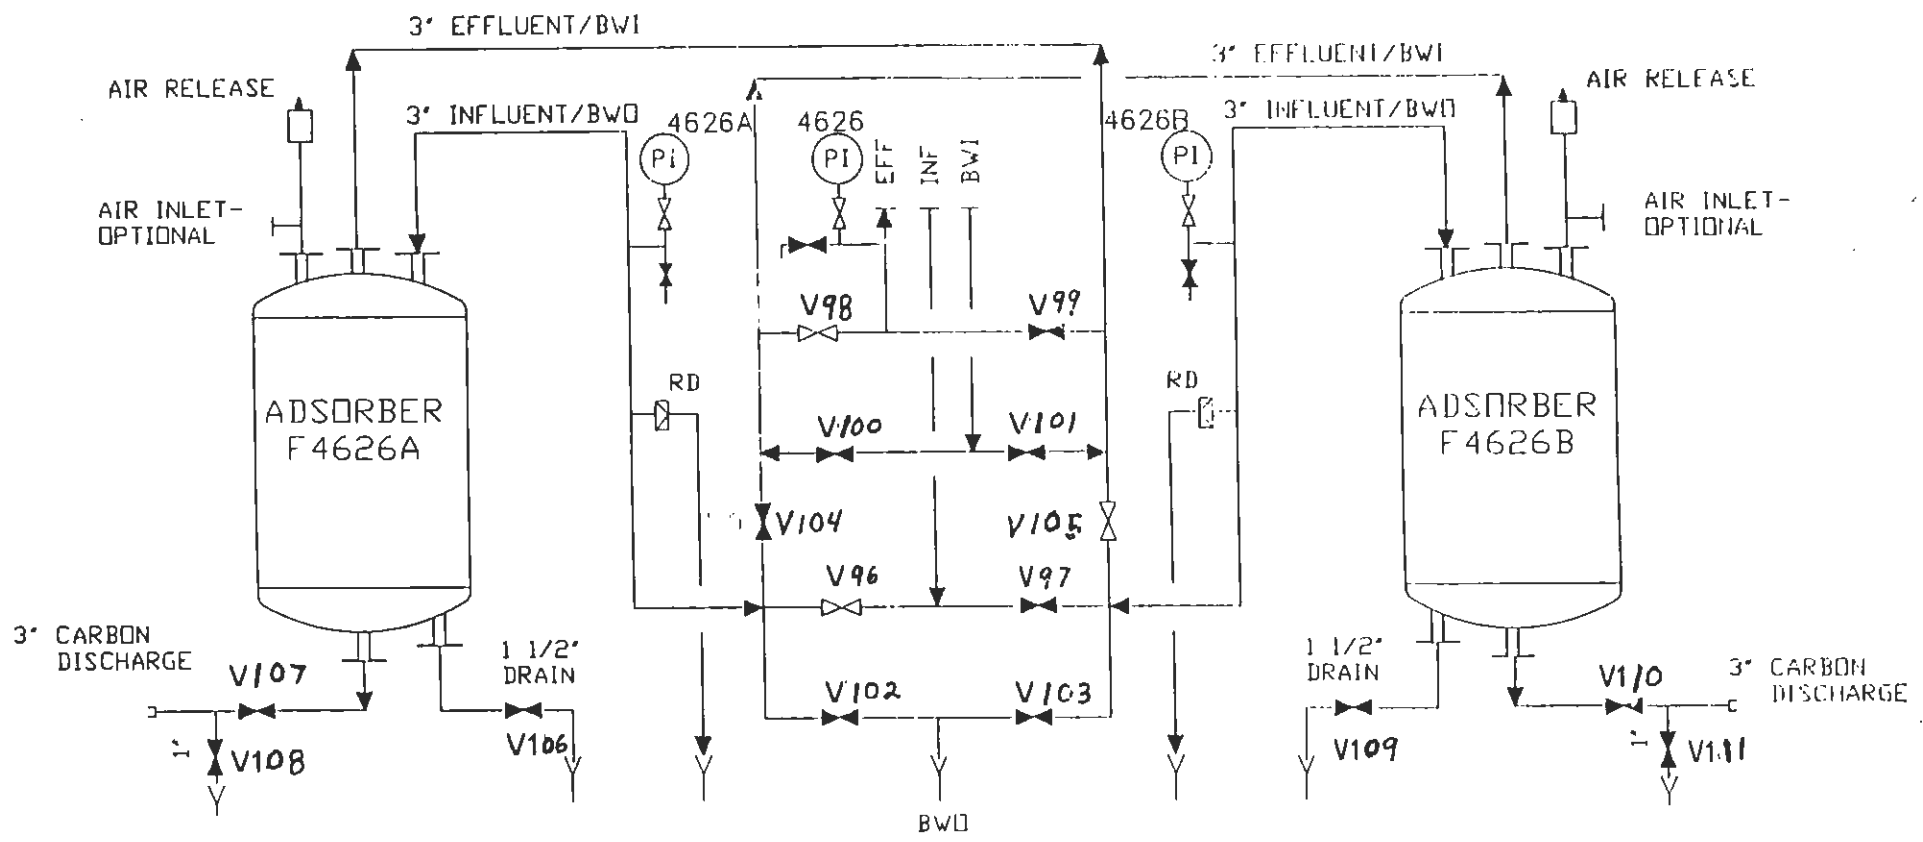 3" EFFLUENT/BWI
3" EFFLUENT/BWI
AIR RELEASE
AIR RELEASE
3" INFLUENT/BWO
3" INFLUENT/BWO
4626A
4626
4626B
PI
PI
PI
EFF
INF
BWI
AIR INLET-
OPTIONAL
AIR INLET-
OPTIONAL
V98
V99
RD
RD
ADSORBER
F4626A
ADSORBER
F4626B
V100
V101
V104
V105
V96
V97
3" CARBON
DISCHARGE
1 1/2"
DRAIN
1 1/2"
DRAIN
3" CARBON
DISCHARGE
V107
V102
V103
V110
1"
V108
V106
V109
1"
V111
BWO